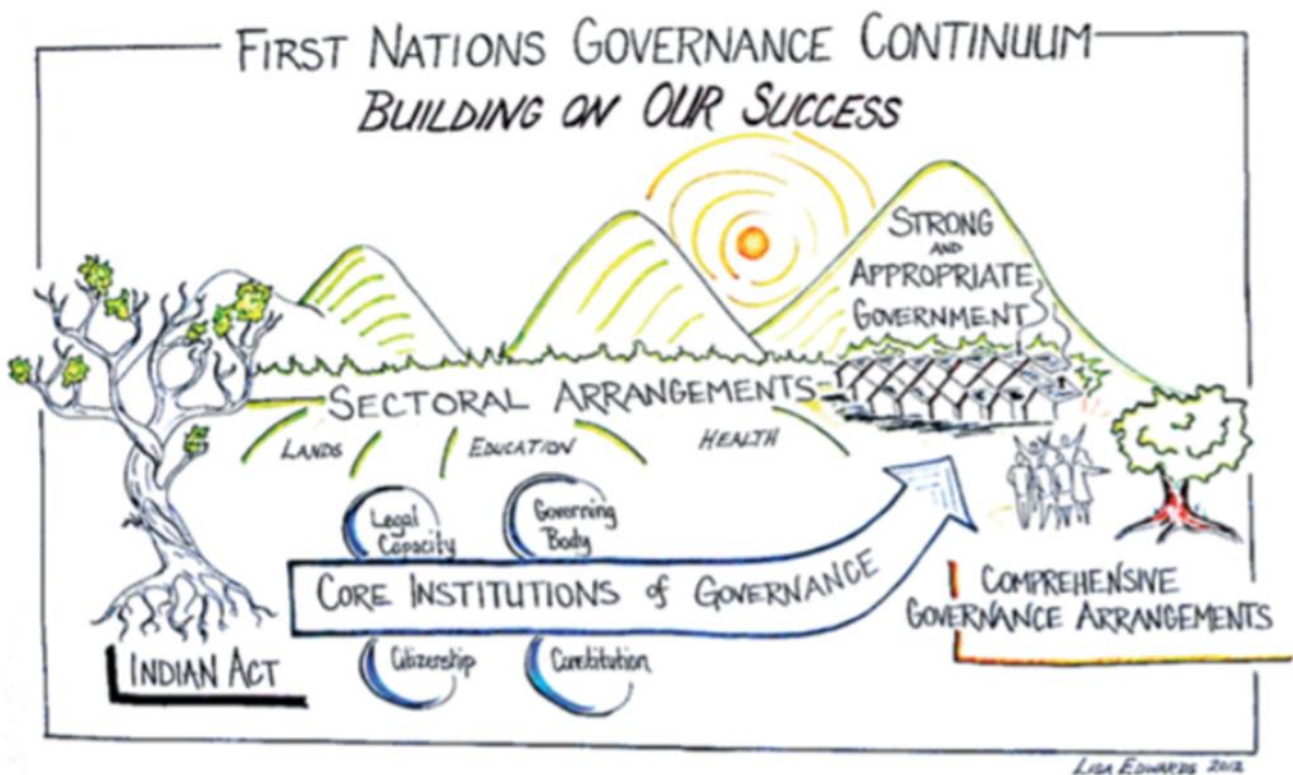 FIRST NATIONS GOVERNANCE CONTINUUM
BUILDING ON OUR SUCCESS
STRONG
AND
APPROPRIATE
GOVERNMENT
SECTORAL ARRANGEMENTS
LANDS
EDUCATION
HEALTH
Legal
Capacity
Governing
Body
CORE INSTITUTIONS of GOVERNANCE
Citizenship
Constitution
INDIAN ACT
COMPREHENSIVE
GOVERNANCE ARRANGEMENTS
LISA EDWARDS 2012